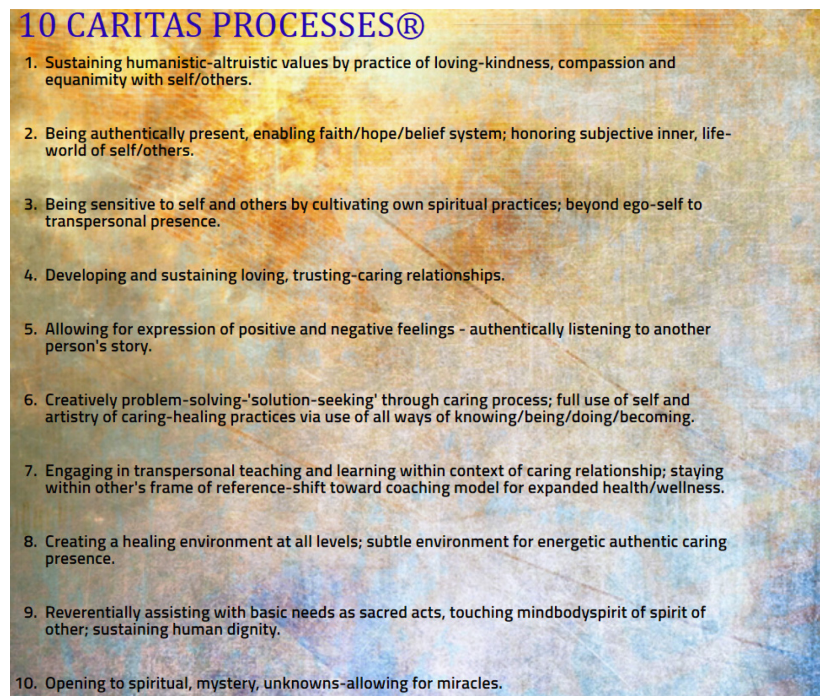 10 CARITAS PROCESSES®
1. Sustaining humanistic-altruistic values by practice of loving-kindness, compassion and
equanimity with self/others.
2. Being authentically present, enabling faith/hope/belief system; honoring subjective inner, life-
world of self/others.
3. Being sensitive to self and others by cultivating own spiritual practices; beyond ego-self to
transpersonal presence.
4. Developing and sustaining loving, trusting-caring relationships.
5. Allowing for expression of positive and negative feelings - authentically listening to another
person's story.
6. Creatively problem-solving-'solution-seeking' through caring process; full use of self and
artistry of caring-healing practices via use of all ways of knowing/being/doing/becoming.
7. Engaging in transpersonal teaching and learning within context of caring relationship; staying
within other's frame of reference-shift toward coaching model for expanded health/wellness.
8. Creating a healing environment at all levels; subtle environment for energetic authentic caring
presence.
9. Reverentially assisting with basic needs as sacred acts, touching mindbodyspirit of spirit of
other; sustaining human dignity.
10. Opening to spiritual, mystery, unknowns-allowing for miracles.